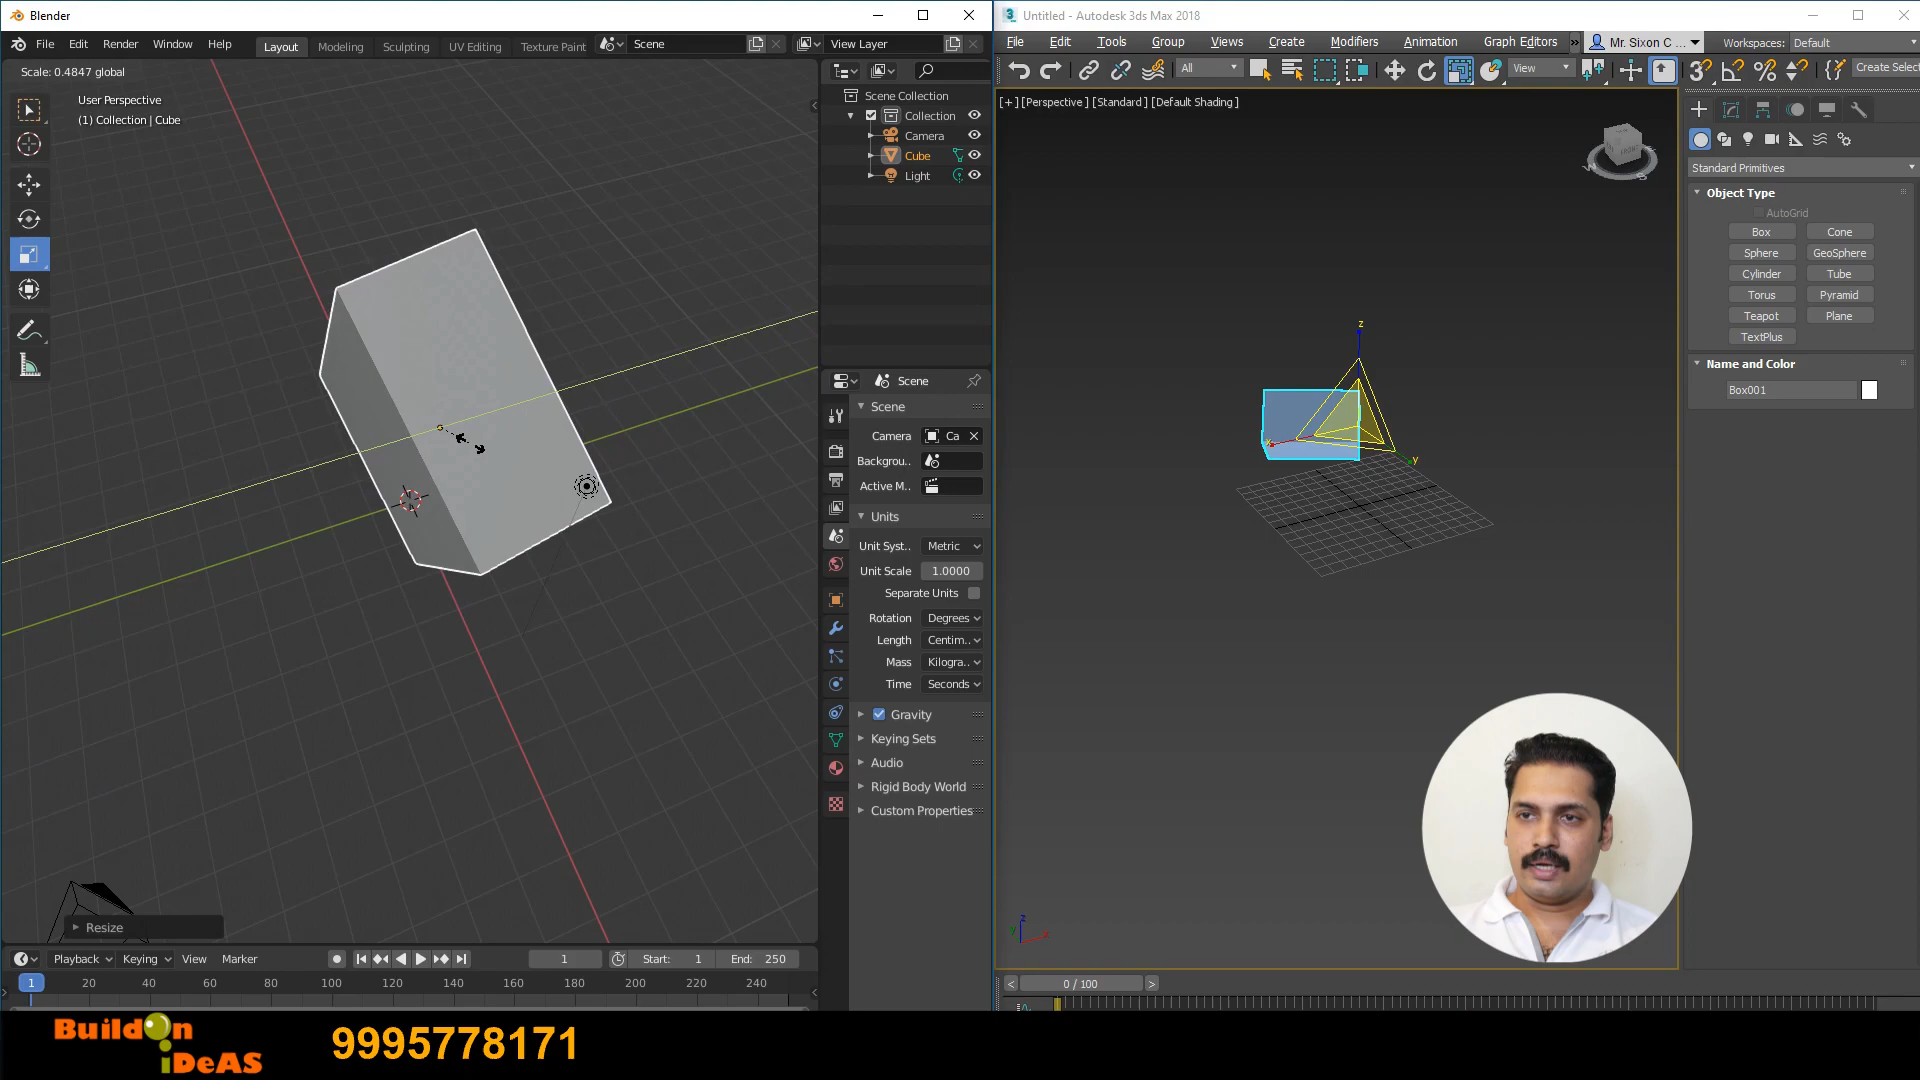 Blender
File Edit Render Window Help
Layout Modeling Sculpting UV Editing Texture Paint
Scene
View Layer
Scale: 0.4847 global
User Perspective
(1) Collection | Cube
Scene Collection
Collection
Camera
Cube
Light
Scene
Scene
Camera Ca
Backgrou..
Active M..
Units
Unit Syst.. Metric
Unit Scale 1.0000
Separate Units
Rotation Degrees
Length Centim..
Mass Kilogra..
Time Seconds
Gravity
Keying Sets
Audio
Rigid Body World
Custom Properties
Resize
Playback Keying View Marker
1
Start: 1
End: 250
1 20 40 60 80 100 120 140 160 180 200 220 240
Untitled - Autodesk 3ds Max 2018
File Edit Tools Group Views Create Modifiers Animation Graph Editors
Mr. Sixon C ...
Workspaces: Default
All
View
Create Select
[+] [Perspective ] [Standard ] [Default Shading ]
FRONT
z
x
y
z
y
x
Standard Primitives
Object Type
AutoGrid
Box Cone
Sphere GeoSphere
Cylinder Tube
Torus Pyramid
Teapot Plane
TextPlus
Name and Color
Box001
< 0 / 100 >
Build on
iDeAS
9995778171